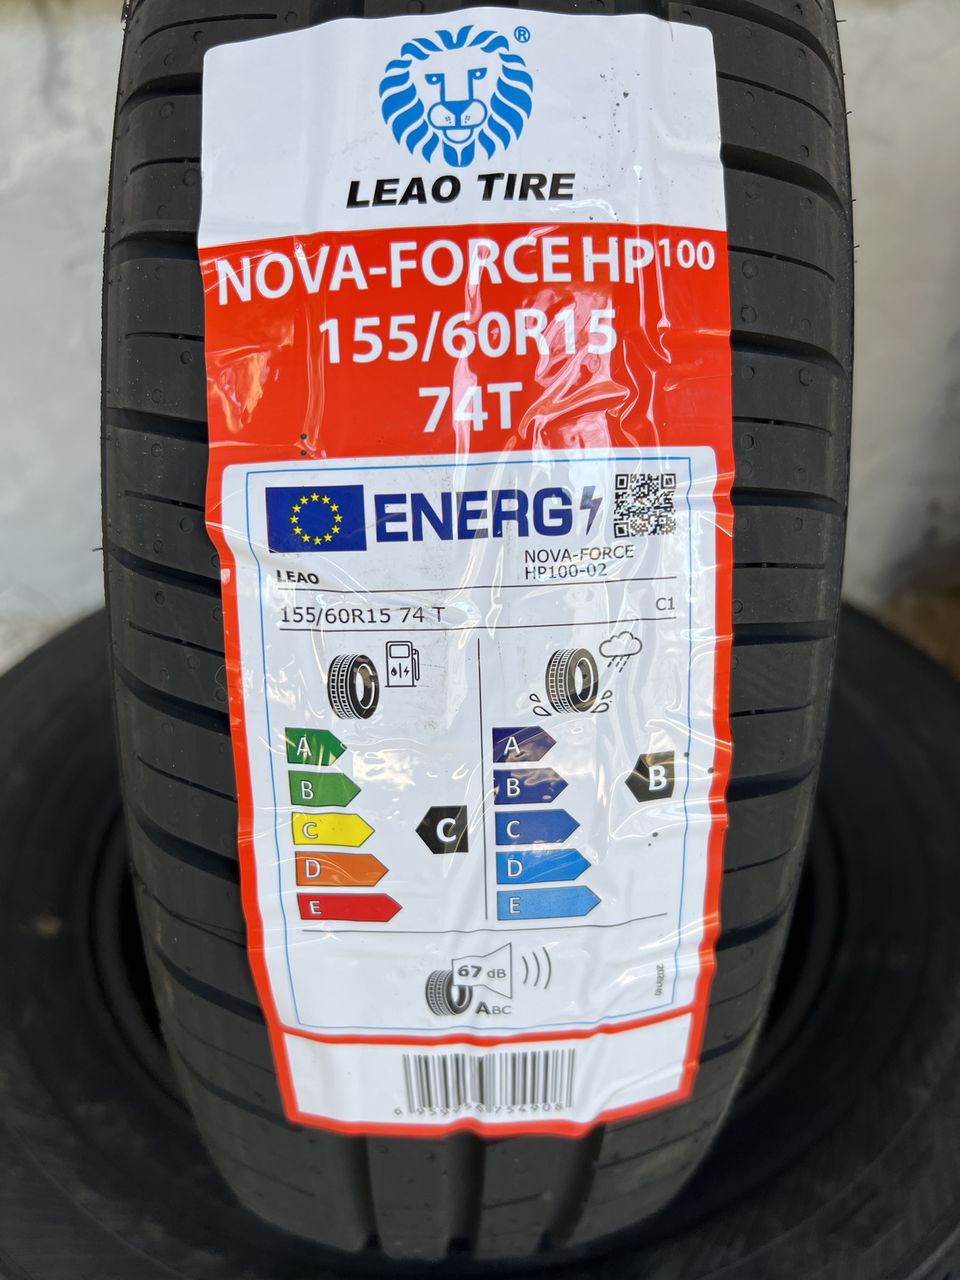 ®
LEAO TIRE
NOVA-FORCE HP100
155/60R15
74T
ENERG
LEAO
NOVA-FORCE
HP100-02
155/60R15 74 T
C1
A
B
C
D
E
C
A
B
C
D
E
B
67 dB
ABC